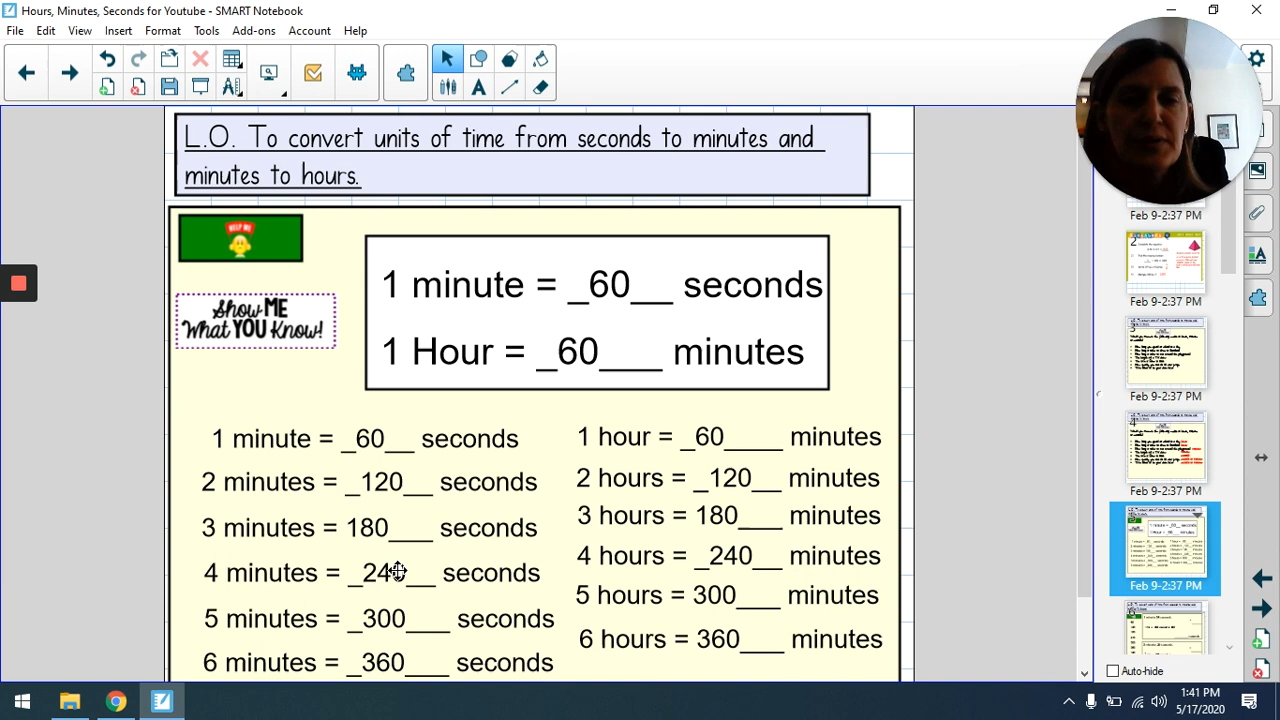 Hours, Minutes, Seconds for Youtube - SMART Notebook
File Edit View Insert Format Tools Add-ons Account Help
L.O. To convert units of time from seconds to minutes and
minutes to hours.
HELP ME
Show ME
What YOU Know!
1 minute = _60__ seconds
1 Hour = _60___ minutes
1 minute = _60__ seconds
2 minutes = _120__ seconds
3 minutes = 180___ seconds
4 minutes = _240__ seconds
5 minutes = _300___ seconds
6 minutes = _360___ seconds
1 hour = _60____ minutes
2 hours = _120__ minutes
3 hours = 180___ minutes
4 hours = _240__ minutes
5 hours = 300___ minutes
6 hours = 360___ minutes
Feb 9-2:37 PM
Feb 9-2:37 PM
Feb 9-2:37 PM
Feb 9-2:37 PM
Feb 9-2:37 PM
Auto-hide
1:41 PM
5/17/2020